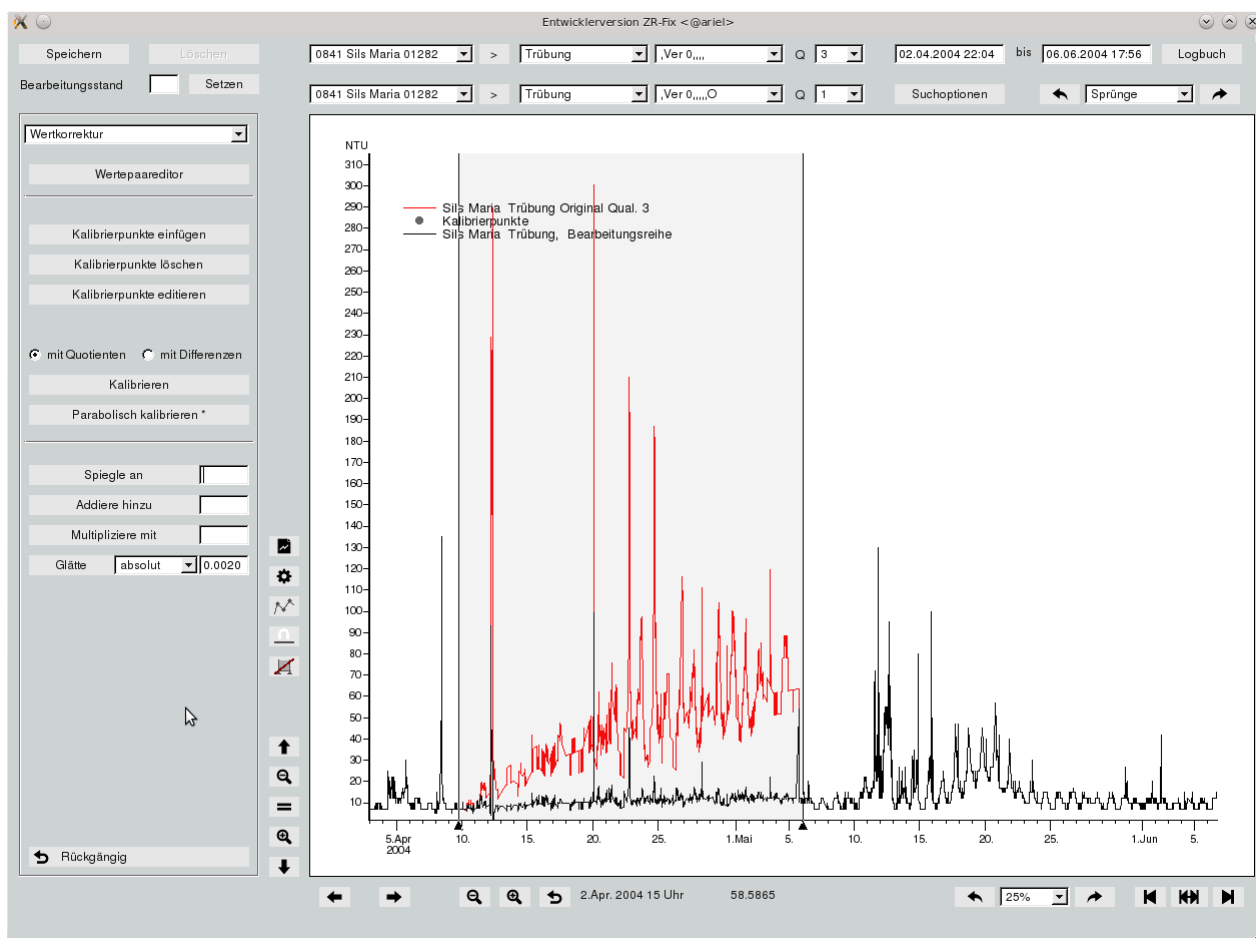 Entwicklerversion ZR-Fix <@ariel>
Speichern Löschen 0841 Sils Maria 01282 > Trübung ,Ver 0,,,, Q 3 02.04.2004 22:04 bis 06.06.2004 17:56 Logbuch
Bearbeitungsstand Setzen 0841 Sils Maria 01282 > Trübung ,Ver 0,,,,,O Q 1 Suchoptionen Sprünge
Wertkorrektur
Wertepaareditor
Kalibrierpunkte einfügen
Kalibrierpunkte löschen
Kalibrierpunkte editieren
mit Quotienten mit Differenzen
Kalibrieren
Parabolisch kalibrieren *
Spiegle an
Addiere hinzu
Multipliziere mit
Glätte absolut 0.0020
Rückgängig
NTU
310
300
290
280
270
260
250
240
230
220
210
200
190
180
170
160
150
140
130
120
110
100
90
80
70
60
50
40
30
20
10
Sils Maria Trübung Original Qual. 3
Kalibrierpunkte
Sils Maria Trübung, Bearbeitungsreihe
5.Apr 10. 15. 20. 25. 1.Mai 5. 10. 15. 20. 25. 1.Jun 5.
2004
2.Apr. 2004 15 Uhr 58.5865 25%